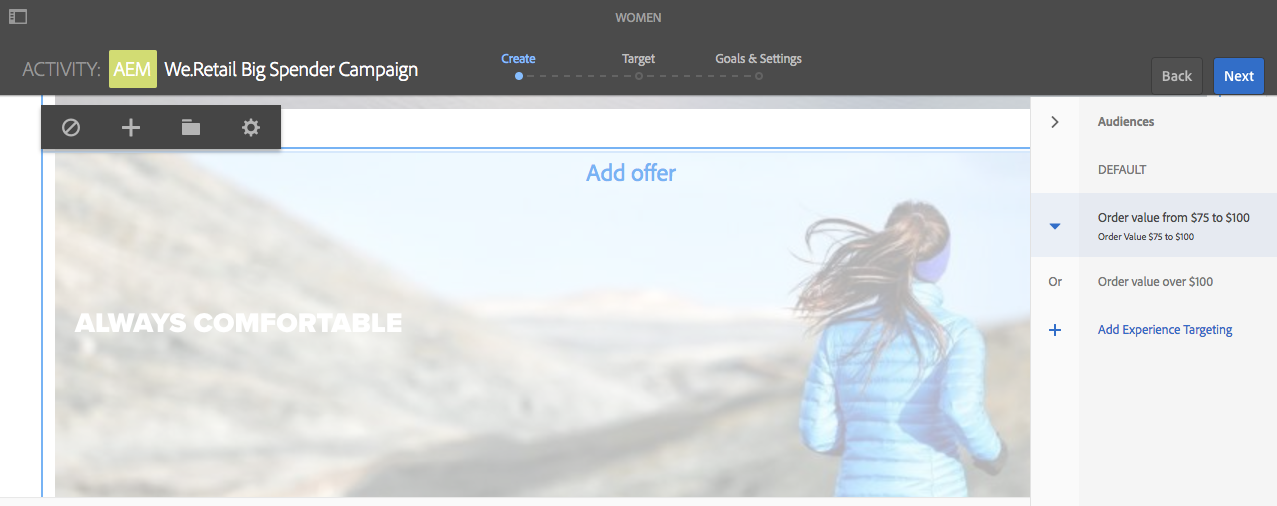 WOMEN
ACTIVITY: AEM We.Retail Big Spender Campaign
Create
Target
Goals & Settings
Back
Next
Add offer
ALWAYS COMFORTABLE
Audiences
DEFAULT
Order value from $75 to $100
Order Value $75 to $100
Or
Order value over $100
Add Experience Targeting